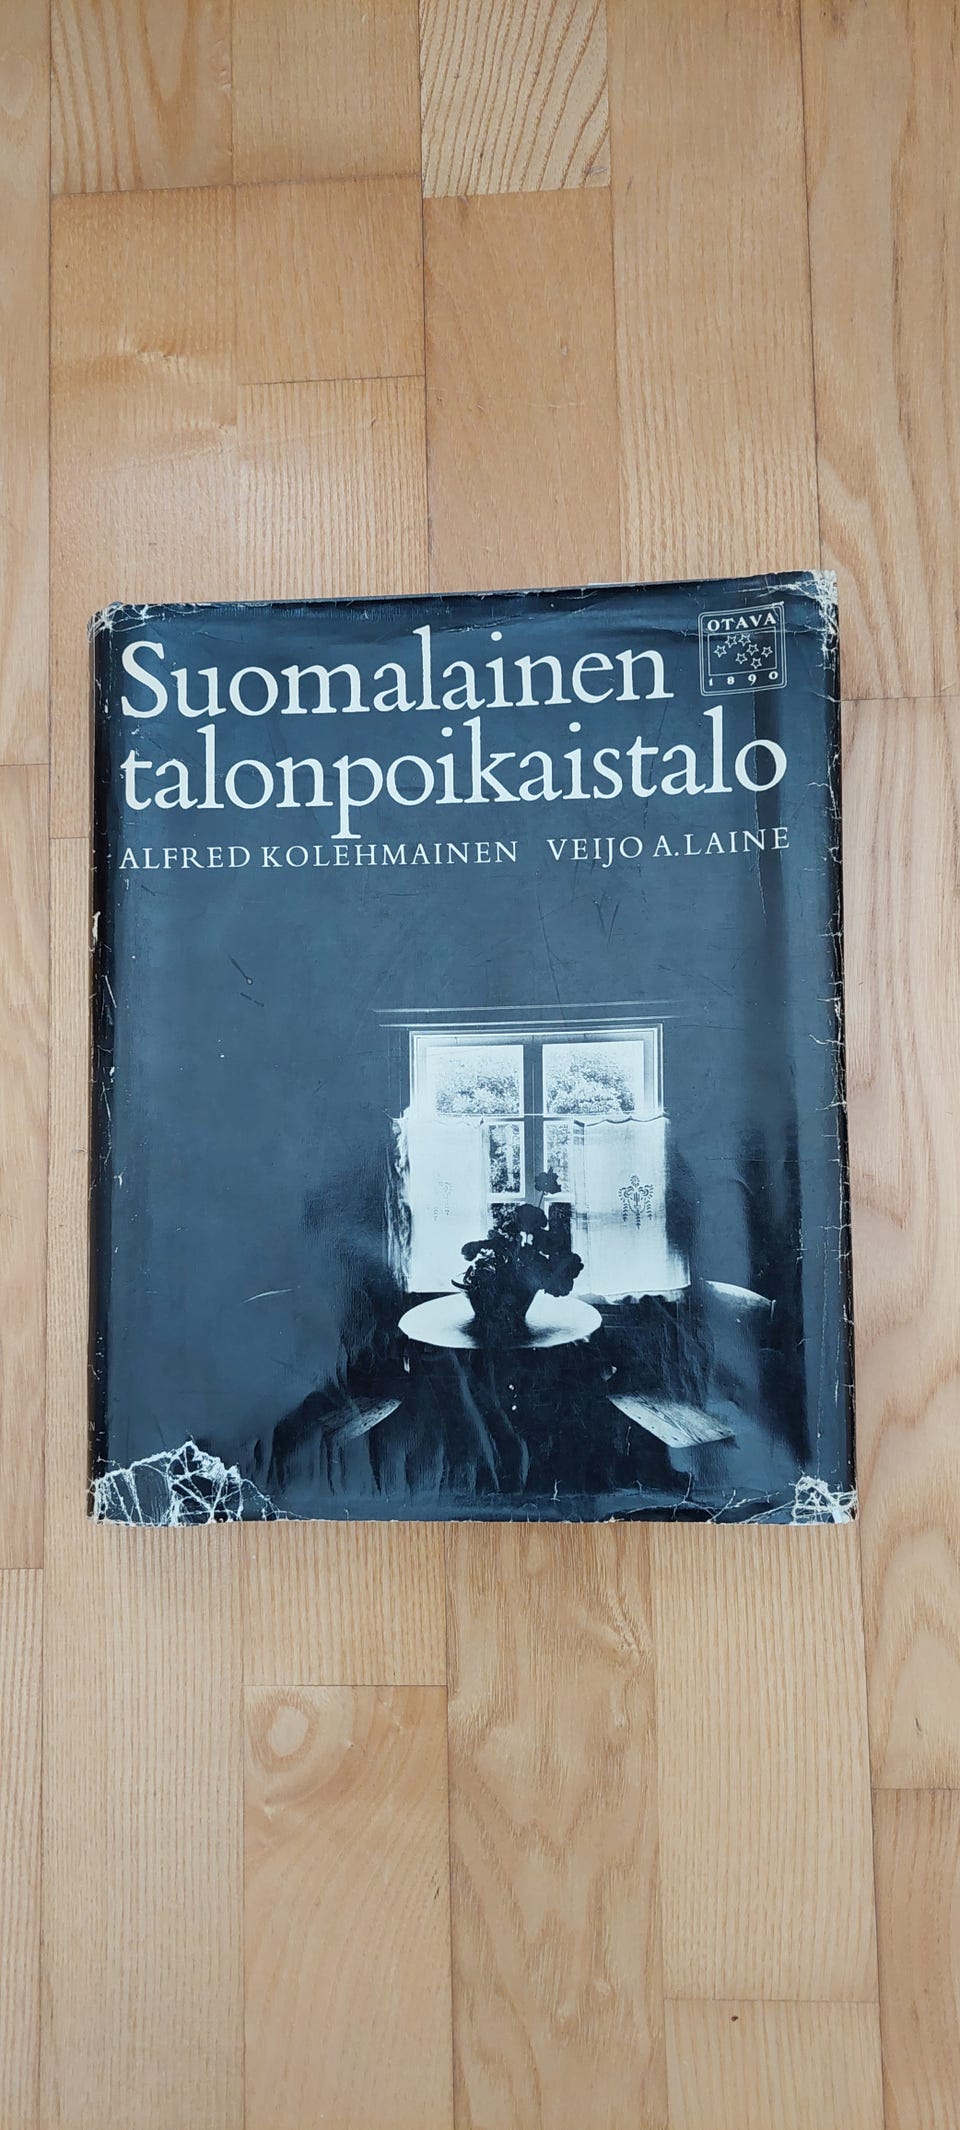 Suomalainen
talonpoikaistalo
ALFRED KOLEHMAINEN VEIJO A. LAINE
OTAVA
1890